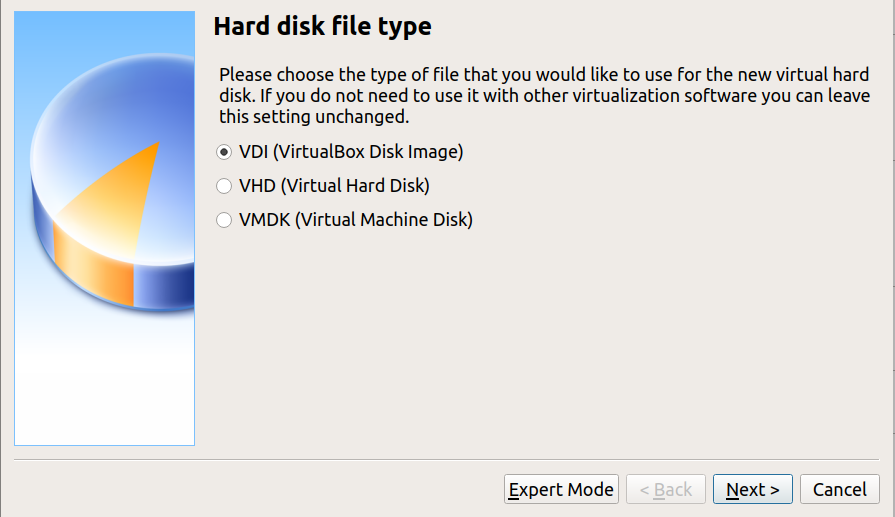 Hard disk file type
Please choose the type of file that you would like to use for the new virtual hard
disk. If you do not need to use it with other virtualization software you can leave
this setting unchanged.
VDI (VirtualBox Disk Image)
VHD (Virtual Hard Disk)
VMDK (Virtual Machine Disk)
Expert Mode
< Back
Next >
Cancel